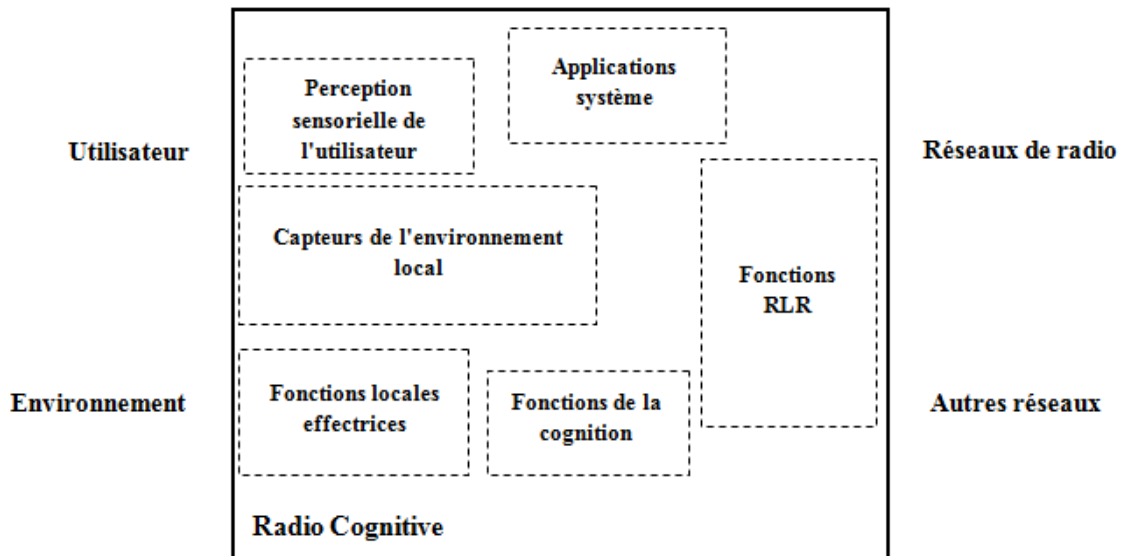 Applications
système
Perception
sensorielle de
l'utilisateur
Utilisateur
Réseaux de radio
Capteurs de l'environnement
local
Fonctions
RLR
Fonctions locales
effectrices
Fonctions de la
cognition
Environnement
Autres réseaux
Radio Cognitive